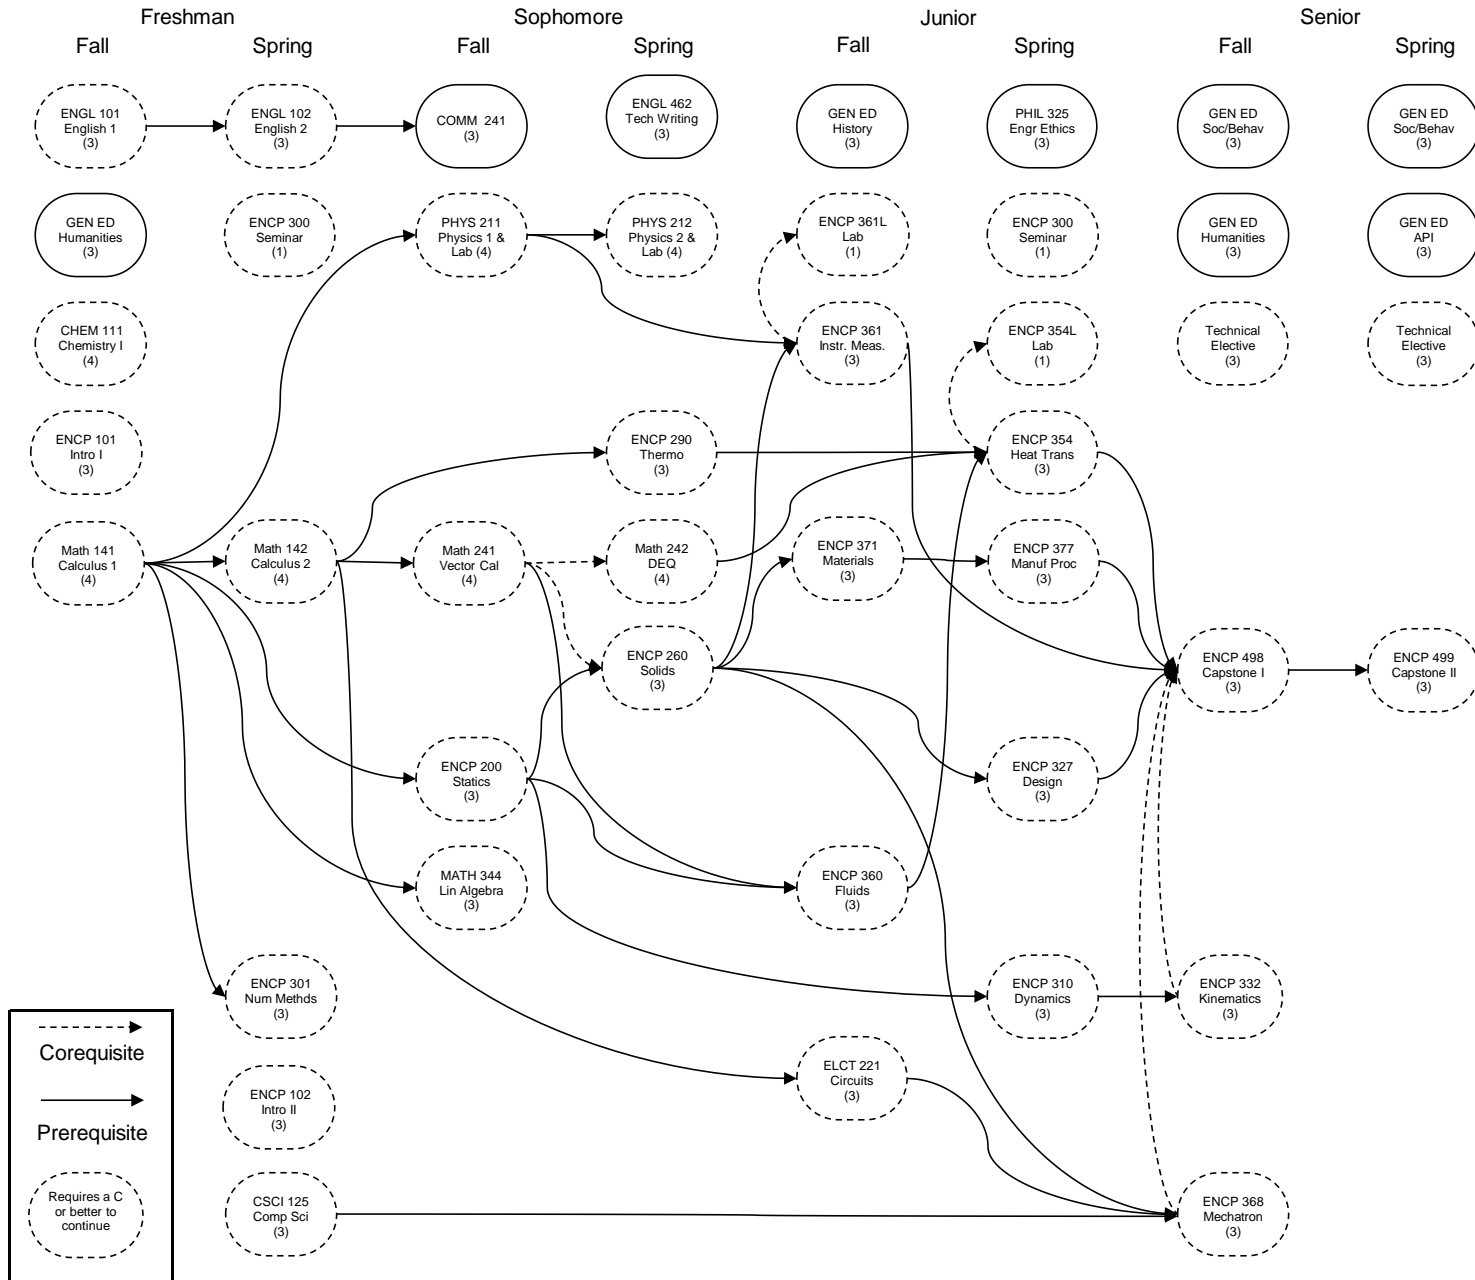 Freshman
Sophomore
Junior
Senior
Fall
Spring
Fall
Spring
Fall
Spring
Fall
Spring
ENGL 101
English 1
(3)
ENGL 102
English 2
(3)
COMM 241
(3)
ENGL 462
Tech Writing
(3)
GEN ED
History
(3)
PHIL 325
Engr Ethics
(3)
GEN ED
Soc/Behav
(3)
GEN ED
Soc/Behav
(3)
GEN ED
Humanities
(3)
ENCP 300
Seminar
(1)
PHYS 211
Physics 1 &
Lab (4)
PHYS 212
Physics 2 &
Lab (4)
ENCP 361L
Lab
(1)
ENCP 300
Seminar
(1)
GEN ED
Humanities
(3)
GEN ED
API
(3)
CHEM 111
Chemistry I
(4)
ENCP 361
Instr. Meas.
(3)
ENCP 354L
Lab
(1)
Technical
Elective
(3)
Technical
Elective
(3)
ENCP 101
Intro I
(3)
ENCP 290
Thermo
(3)
ENCP 354
Heat Trans
(3)
Math 141
Calculus 1
(4)
Math 142
Calculus 2
(4)
Math 241
Vector Cal
(4)
Math 242
DEQ
(4)
ENCP 371
Materials
(3)
ENCP 377
Manuf Proc
(3)
ENCP 260
Solids
(3)
ENCP 498
Capstone I
(3)
ENCP 499
Capstone II
(3)
ENCP 200
Statics
(3)
ENCP 327
Design
(3)
MATH 344
Lin Algebra
(3)
ENCP 360
Fluids
(3)
ENCP 301
Num Methds
(3)
ENCP 310
Dynamics
(3)
ENCP 332
Kinematics
(3)
Corequisite
ELCT 221
Circuits
(3)
ENCP 102
Intro II
(3)
Prerequisite
Requires a C
or better to
continue
CSCI 125
Comp Sci
(3)
ENCP 368
Mechatron
(3)